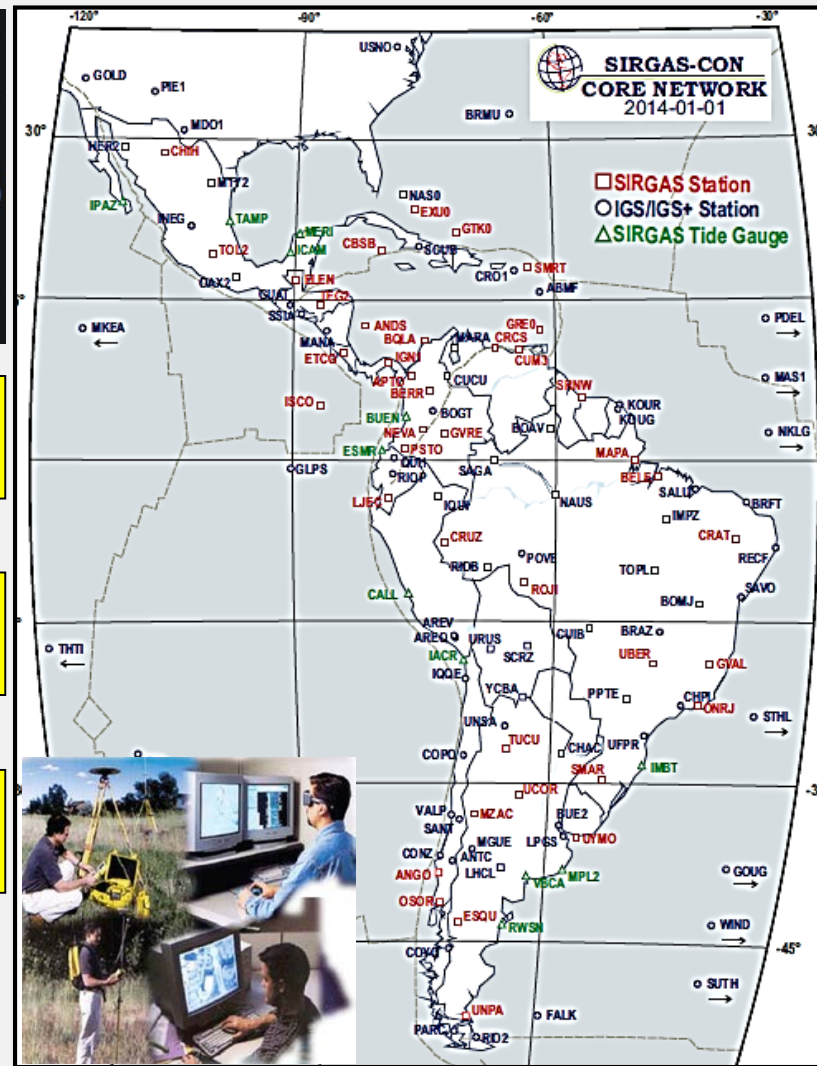 -120°
-90°
-60°
-30°
SIRGAS-CON
CORE NETWORK
2014-01-01
USNO
GOLD
PIE1
BRMU
MDO1
30°
HER2
CHIH
MTY2
SIRGAS Station
IGS/IGS+ Station
SIRGAS Tide Gauge
NAS0
EXU0
IPAZ
INEG
TAMP
MERI
GTK0
TOL2
ICAM
CBSB
SCUB
OAX2
ELEN
CRO1
SMRT
GUAT
TEG2
ABMF
SSIA
MKEA
MANA
ANDS
BQLA
MARA
GRE0
CRCS
PDEL
ETCG
IGN1
CUM3
APTO
CUCU
MAS1
ISCO
BERR
SRNW
BUEN
BOGT
KOUR
KOUG
NEVA
GVRE
BOAV
NKLG
ESMR
PSTO
MAPA
GLPS
QUI1
SAGA
BELE
RIOP
SALU
LJEC
IQUI
NAUS
IMPZ
BRFT
CRUZ
CRAT
RIOB
POVE
TOPL
RECF
CALL
ROJI
BOMJ
SAVO
AREV
AREQ
URUS
CUIB
BRAZ
THTI
IACR
SCRZ
UBER
GVAL
IQQE
YCBA
PPTE
CHPI
ONRJ
STHL
UNSA
COPO
TUCU
CHAC
UFPR
IMBT
SMAR
UCOR
VALP
MZAC
BUE2
SANT
UYMO
CONZ
MGUE
LPGS
ANTC
ANGO
LHCL
VBCA
MPL2
GOUG
OSOR
ESQU
RWSN
WIND
COYQ
-45°
SUTH
UNPA
PARC
FALK
RIO2